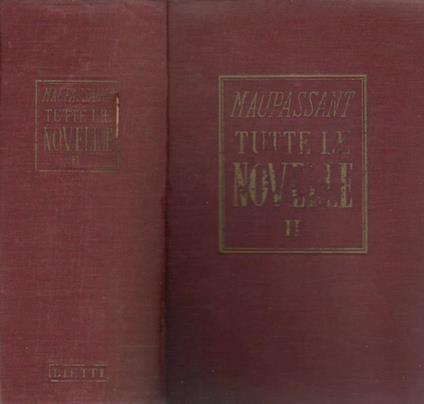 MAUPASSANT
TUTTE LE
NOVELLE
II
BIETTI
MAUPASSANT
TUTTE LE
NOVELLE
II